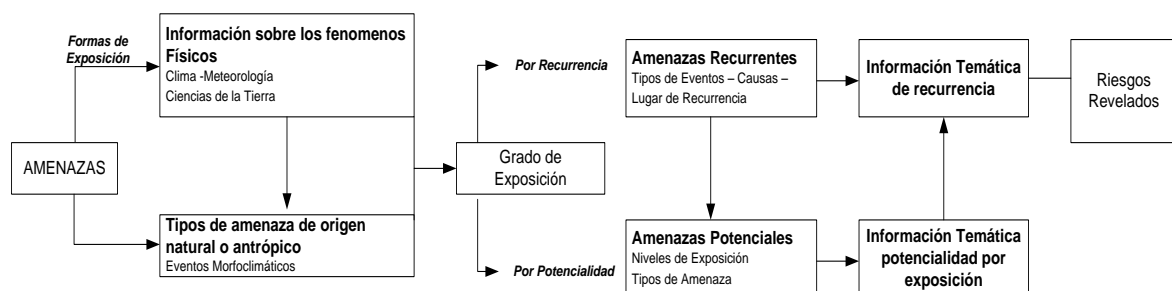 AMENAZAS
Formas de
Exposición
Información sobre los fenomenos
Físicos
Clima -Meteorología
Ciencias de la Tierra
Tipos de amenaza de origen
natural o antrópico
Eventos Morfoclimáticos
Grado de
Exposición
Por Recurrencia
Por Potencialidad
Amenazas Recurrentes
Tipos de Eventos – Causas –
Lugar de Recurrencia
Amenazas Potenciales
Niveles de Exposición
Tipos de Amenaza
Información Temática
de recurrencia
Información Temática
potencialidad por
exposición
Riesgos
Revelados